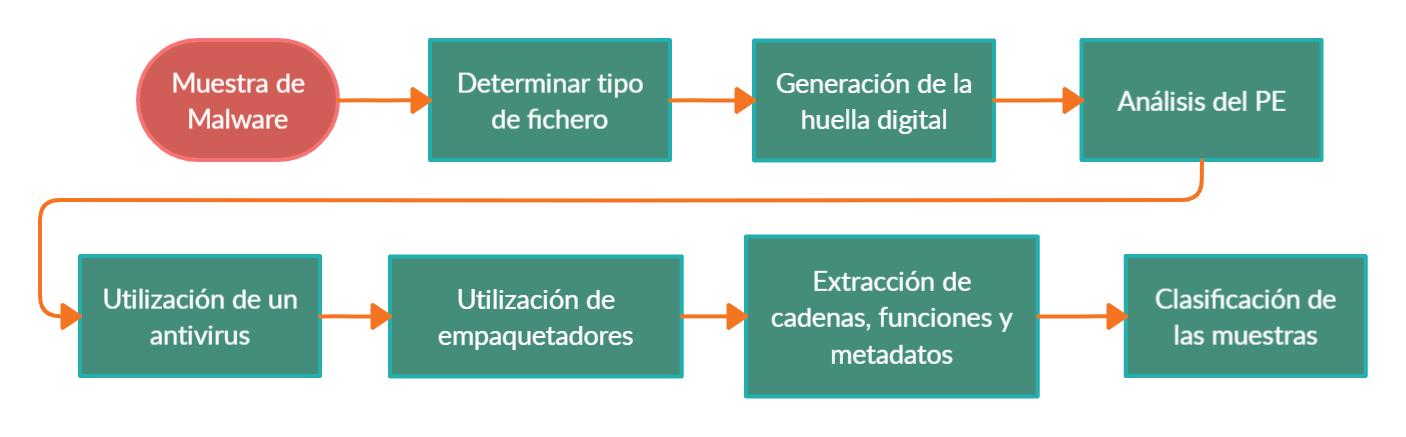 Muestra de
Malware
Determinar tipo
de fichero
Generación de la
huella digital
Análisis del PE
Utilización de un
antivirus
Utilización de
empaquetadores
Extracción de
cadenas, funciones y
metadatos
Clasificación de
las muestras